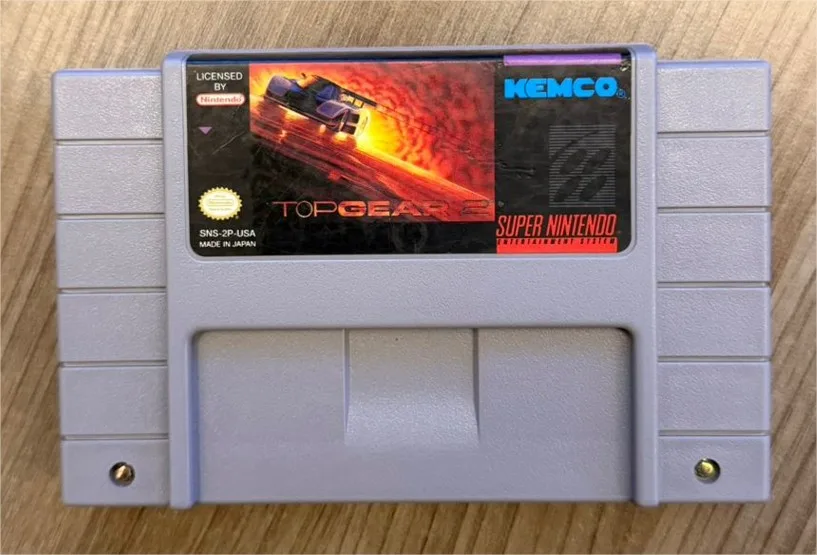 LICENSED
BY
Nintendo
KEMCO
TOPGEAR 2
SNS-2P-USA
MADE IN JAPAN
SUPER NINTENDO
ENTERTAINMENT SYSTEM